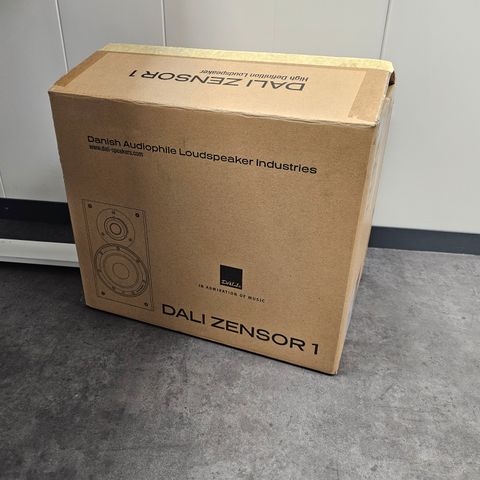 DALI ZENSOR 1
High Definition Loudspeaker
Danish Audiophile Loudspeaker Industries
www.dali-speakers.com
DALI
IN ADMIRATION OF MUSIC
DALI ZENSOR 1